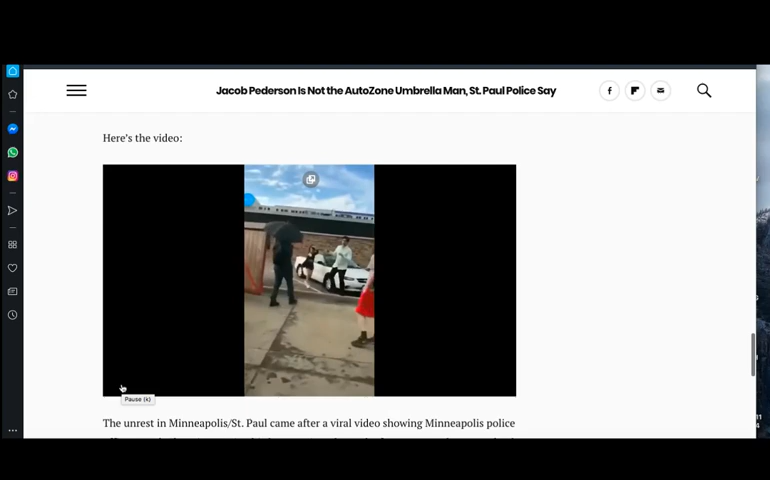 Jacob Pederson Is Not the AutoZone Umbrella Man, St. Paul Police Say
Here's the video:
Pause (k)
The unrest in Minneapolis/St. Paul came after a viral video showing Minneapolis police